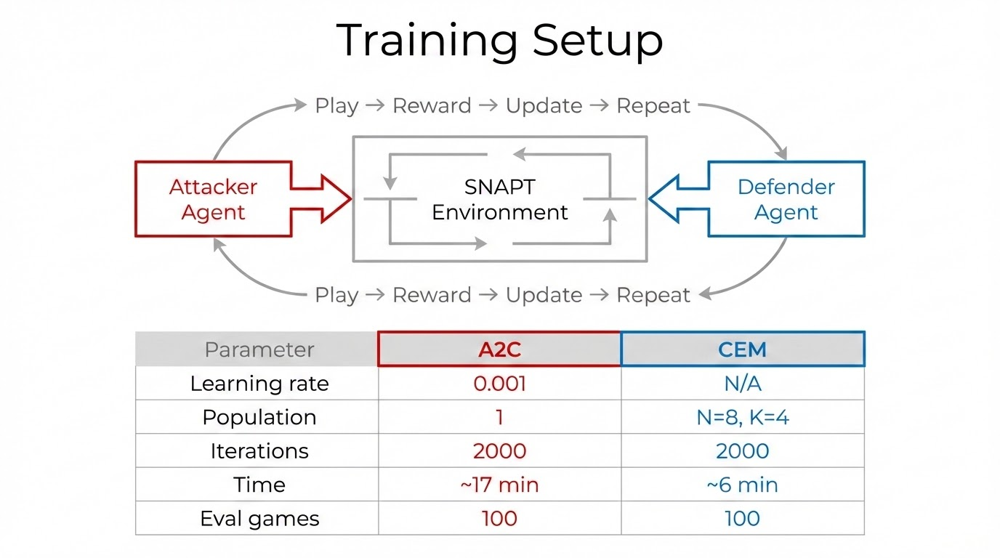 Training Setup
Play → Reward → Update → Repeat
Attacker
Agent
SNAPT
Environment
Defender
Agent
Play → Reward → Update → Repeat
Parameter A2C CEM
Learning rate 0.001 N/A
Population 1 N=8, K=4
Iterations 2000 2000
Time ~17 min ~6 min
Eval games 100 100